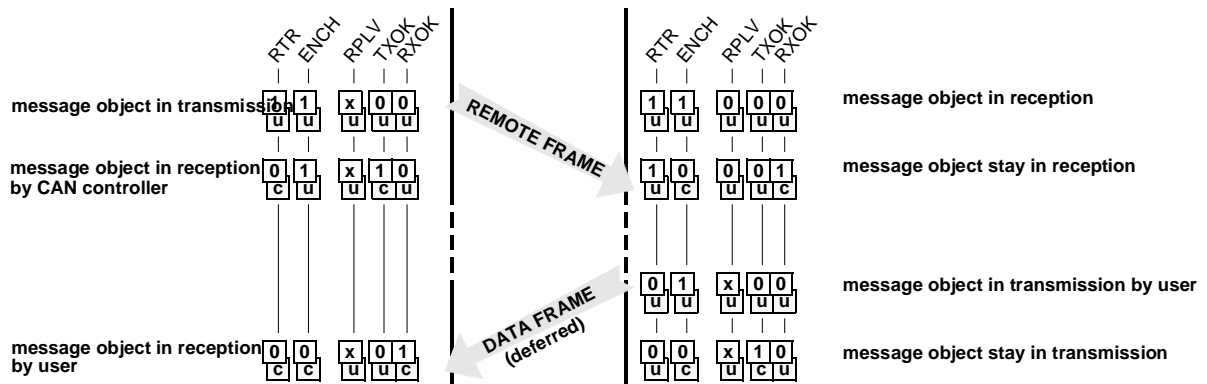 RTR ENCH RPLV TXOK RXOK
message object in transmission
1 1 x 0 0
u u u u u
message object in reception
by CAN controller
0 1 x 1 0
c u u c u
message object in reception
by user
0 0 x 0 1
c c u u c
REMOTE FRAME
DATA FRAME
(deferred)
RTR ENCH RPLV TXOK RXOK
1 1 0 0 0
u u u u u
message object in reception
1 0 0 0 1
u c u u c
message object stay in reception
0 1 x 0 0
u u u u u
message object in transmission by user
0 0 x 1 0
u c u c u
message object stay in transmission